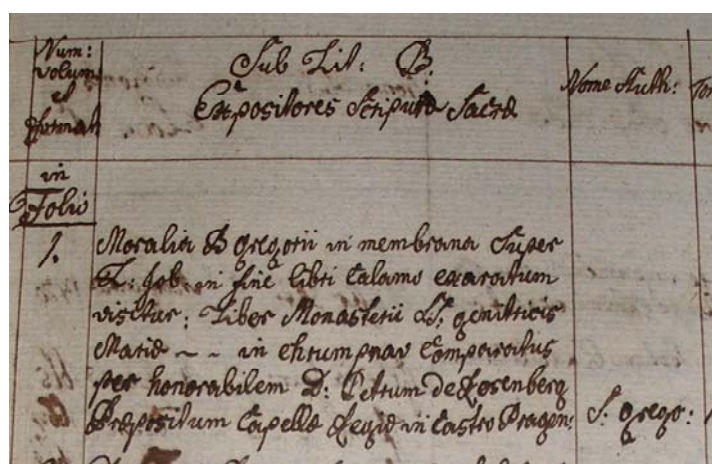 Num:
volum
et
format
Sub Lit: B.
Expositores Scripturæ Sacræ
Nome Auth:
in
Folio
1.
Moralia B Gregorii in membrana Super
L: Job. in fine libri Calamo exaratum
visitur: Liber Monasterii S. genitricis
Mariæ ~ ~ in Chrumpnav Comparatus
per honorabilem D: Petrum de Rosenberg
Præpositum Capellæ Regiæ in Castro Pragen:
S. Grego: